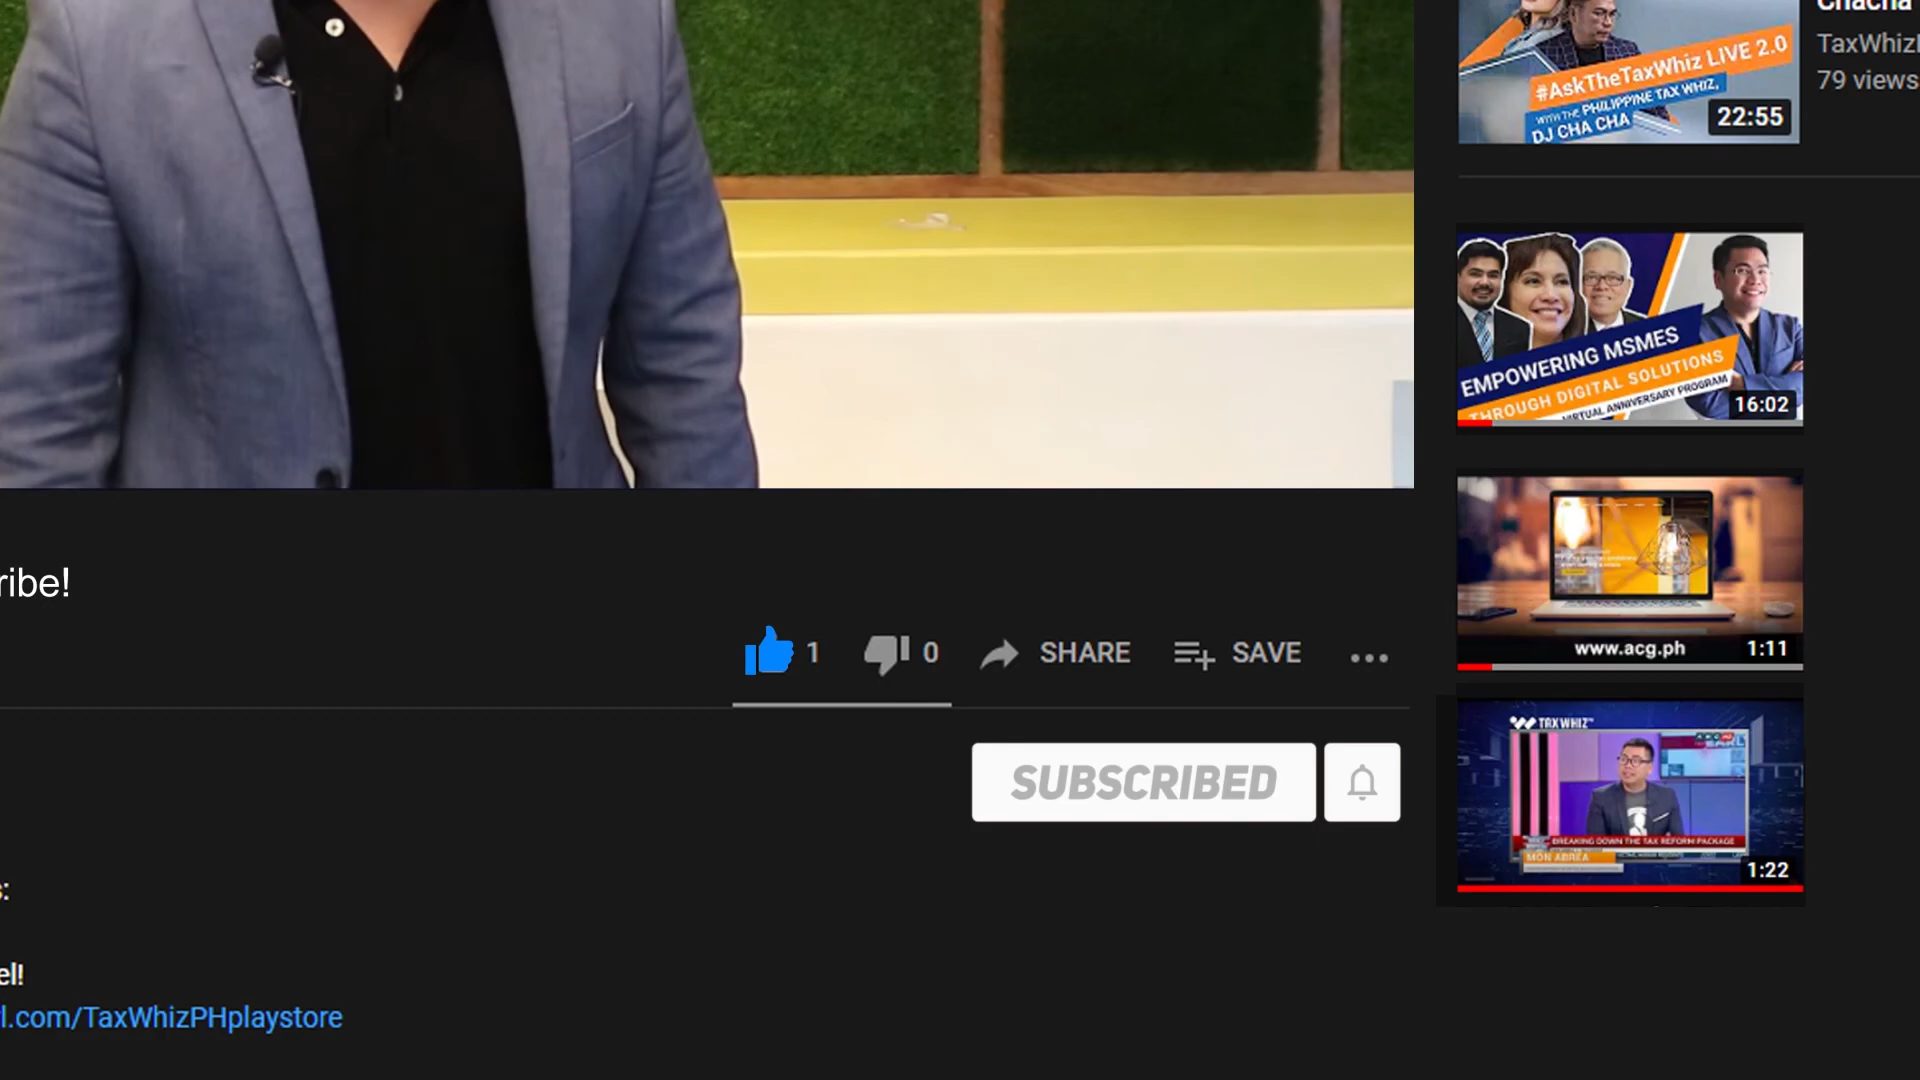 Chacha
TaxWhiz
79 views
#AskTheTaxWhiz LIVE 2.0
WITH THE PHILIPPINE TAX WHIZ,
DJ CHA CHA
22:55
EMPOWERING MSMES
THROUGH DIGITAL SOLUTIONS
VIRTUAL ANNIVERSARY PROGRAM
16:02
ribe!
www.acg.ph
1:11
1
0
SHARE
SAVE
SUBSCRIBED
TAX WHIZ
BREAKING DOWN THE TAX REFORM PACKAGE
MON ABREA
1:22
s:
el!
l.com/TaxWhizPHplaystore